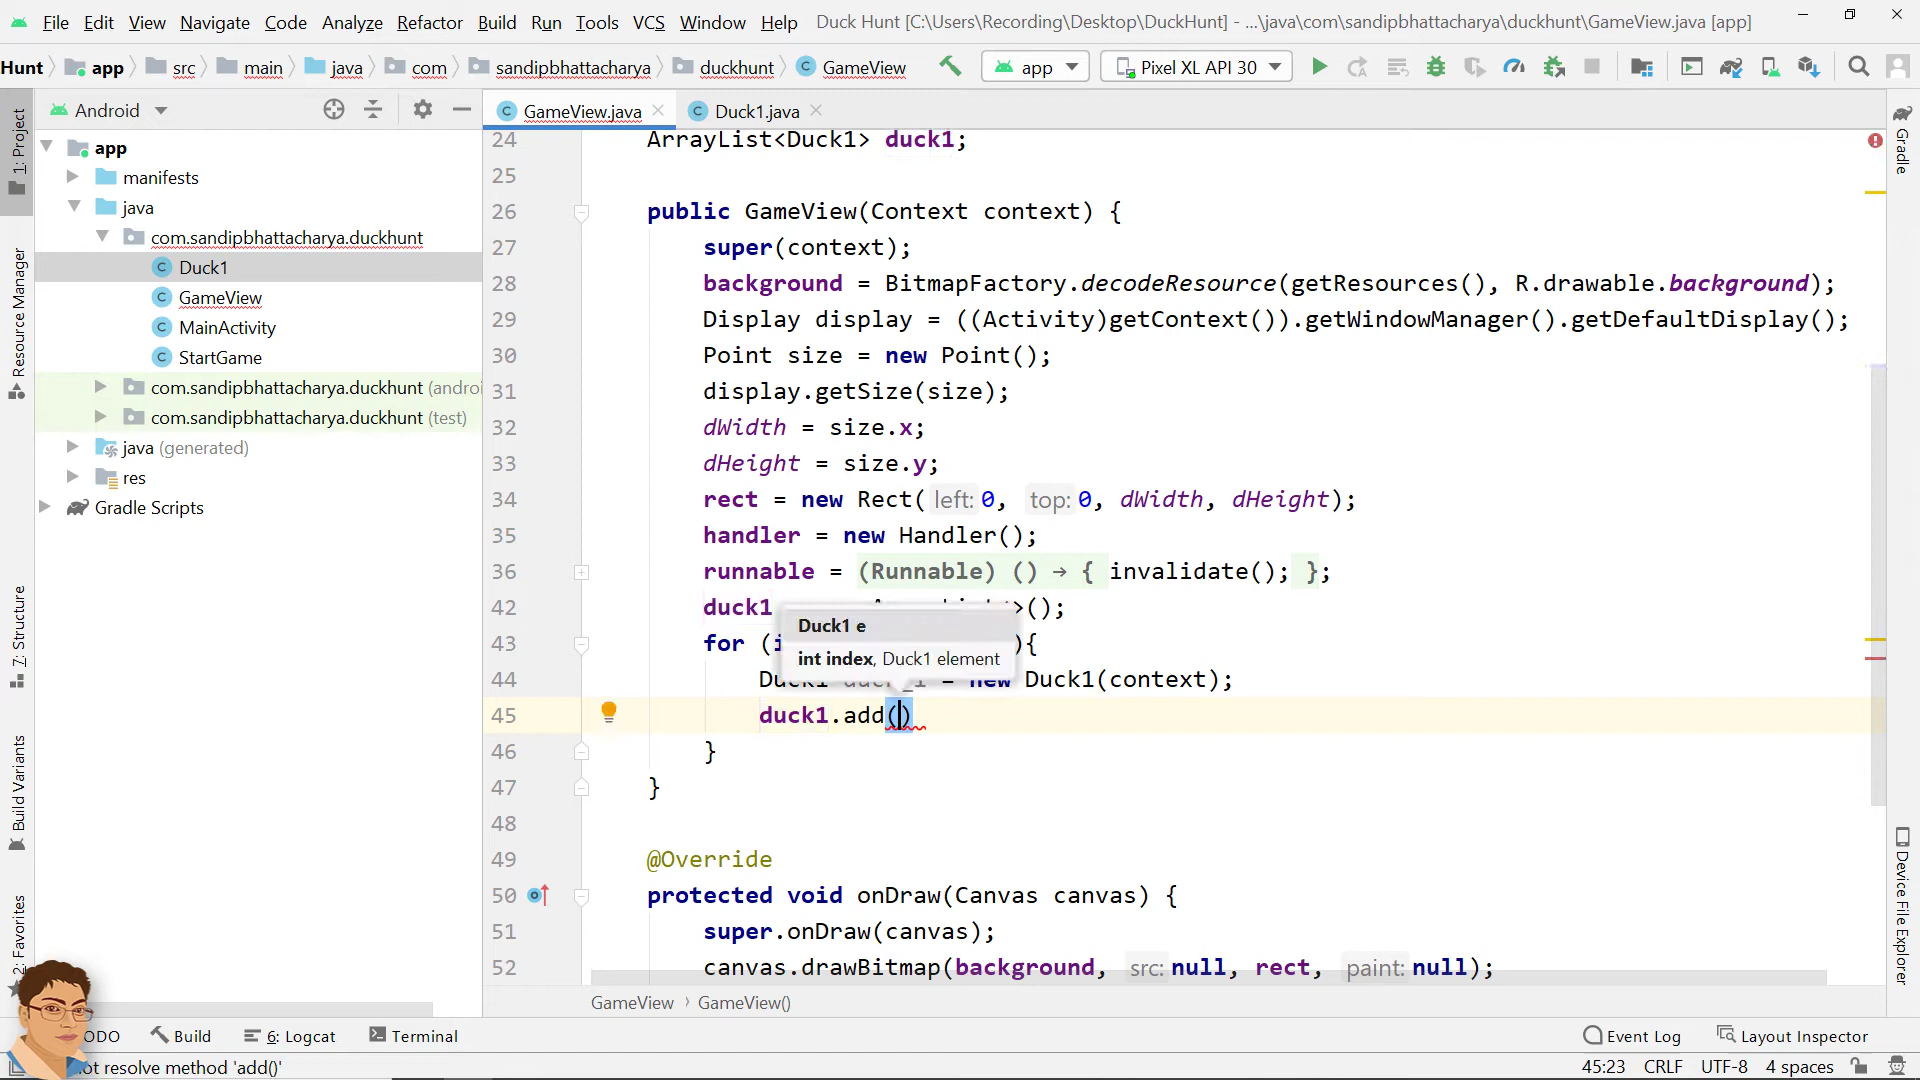 File Edit View Navigate Code Analyze Refactor Build Run Tools VCS Window Help Duck Hunt [C:\Users\Recording\Desktop\DuckHunt] - ...\java\com\sandipbhattacharya\duckhunt\GameView.java [app]
Hunt app src main java com sandipbhattacharya duckhunt GameView app Pixel XL API 30
Android GameView.java Duck1.java
1: Project
Resource Manager
7: Structure
Build Variants
2: Favorites
app
manifests
java
com.sandipbhattacharya.duckhunt
Duck1
GameView
MainActivity
StartGame
com.sandipbhattacharya.duckhunt
com.sandipbhattacharya.duckhunt (test)
java (generated)
res
Gradle Scripts
24 ArrayList<Duck1> duck1;
25
26 public GameView(Context context) {
27 super(context);
28 background = BitmapFactory.decodeResource(getResources(), R.drawable.background);
29 Display display = ((Activity)getContext()).getWindowManager().getDefaultDisplay();
30 Point size = new Point();
31 display.getSize(size);
32 dWidth = size.x;
33 dHeight = size.y;
34 rect = new Rect( left: 0, top: 0, dWidth, dHeight);
35 handler = new Handler();
36 runnable = (Runnable) () → { invalidate(); };
42 duck1 >();
Duck1 e
43 for ( ){
int index, Duck1 element
44 = new Duck1(context);
45 duck1.add()
46 }
47 }
48
49 @Override
50 protected void onDraw(Canvas canvas) {
51 super.onDraw(canvas);
52 canvas.drawBitmap(background, src: null, rect, paint: null);
GameView › GameView()
Gradle
Device File Explorer
Build 6: Logcat Terminal Event Log Layout Inspector
resolve method 'add()' 45:23 CRLF UTF-8 4 spaces